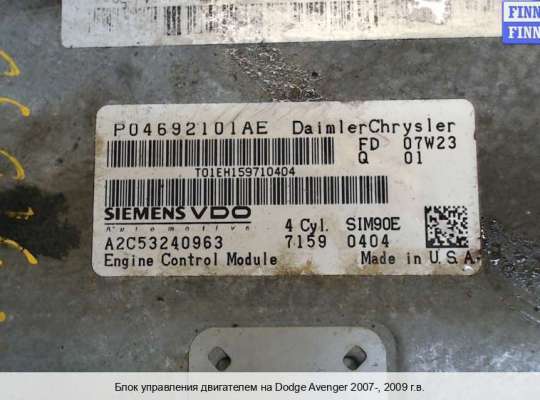 FINN
FINN
P04692101AE DaimlerChrysler
FD 07W23
Q 01
T01EH159710404
SIEMENS VDO
Automotive
4 Cyl. SIM90E
A2C53240963 7159 0404
Engine Control Module Made in U.S.A.
Блок управления двигателем на Dodge Avenger 2007-, 2009 г.в.